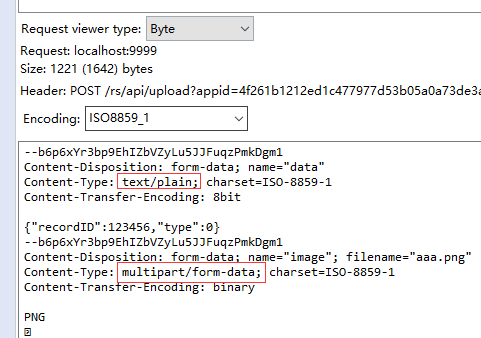 Request viewer type: Byte
Request: localhost:9999
Size: 1221 (1642) bytes
Header: POST /rs/api/upload?appid=4f261b1212ed1c477977d53b05a0a73de3a
Encoding: ISO8859_1
--b6p6xYr3bp9EhIZbVZyLu5JJFuqzPmkDgm1
Content-Disposition: form-data; name="data"
Content-Type: text/plain; charset=ISO-8859-1
Content-Transfer-Encoding: 8bit
{"recordID":123456,"type":0}
--b6p6xYr3bp9EhIZbVZyLu5JJFuqzPmkDgm1
Content-Disposition: form-data; name="image"; filename="aaa.png"
Content-Type: multipart/form-data; charset=ISO-8859-1
Content-Transfer-Encoding: binary
PNG